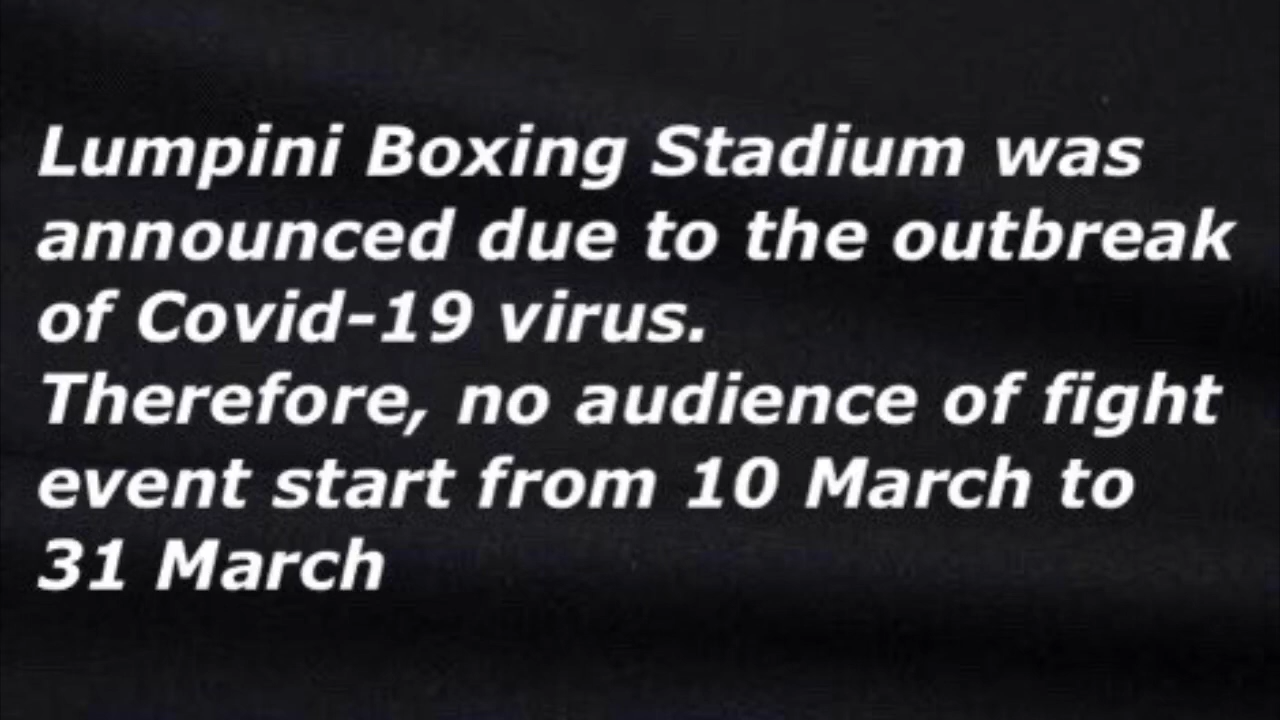 Lumpini Boxing Stadium was
announced due to the outbreak
of Covid-19 virus.
Therefore, no audience of fight
event start from 10 March to
31 March